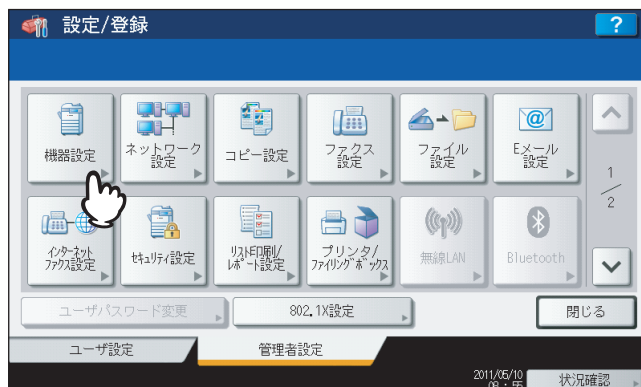 設定/登録
?
機器設定
ネットワーク
設定
コピー設定
ファクス
設定
ファイル
設定
Eメール
設定
1
2
インターネット
ファクス設定
セキュリティ設定
リスト印刷/
レポート設定
プリンタ/
ファイリングボックス
無線LAN
Bluetooth
ユーザパスワード変更
802.1X設定
閉じる
ユーザ設定
管理者設定
2011/05/10
状況確認